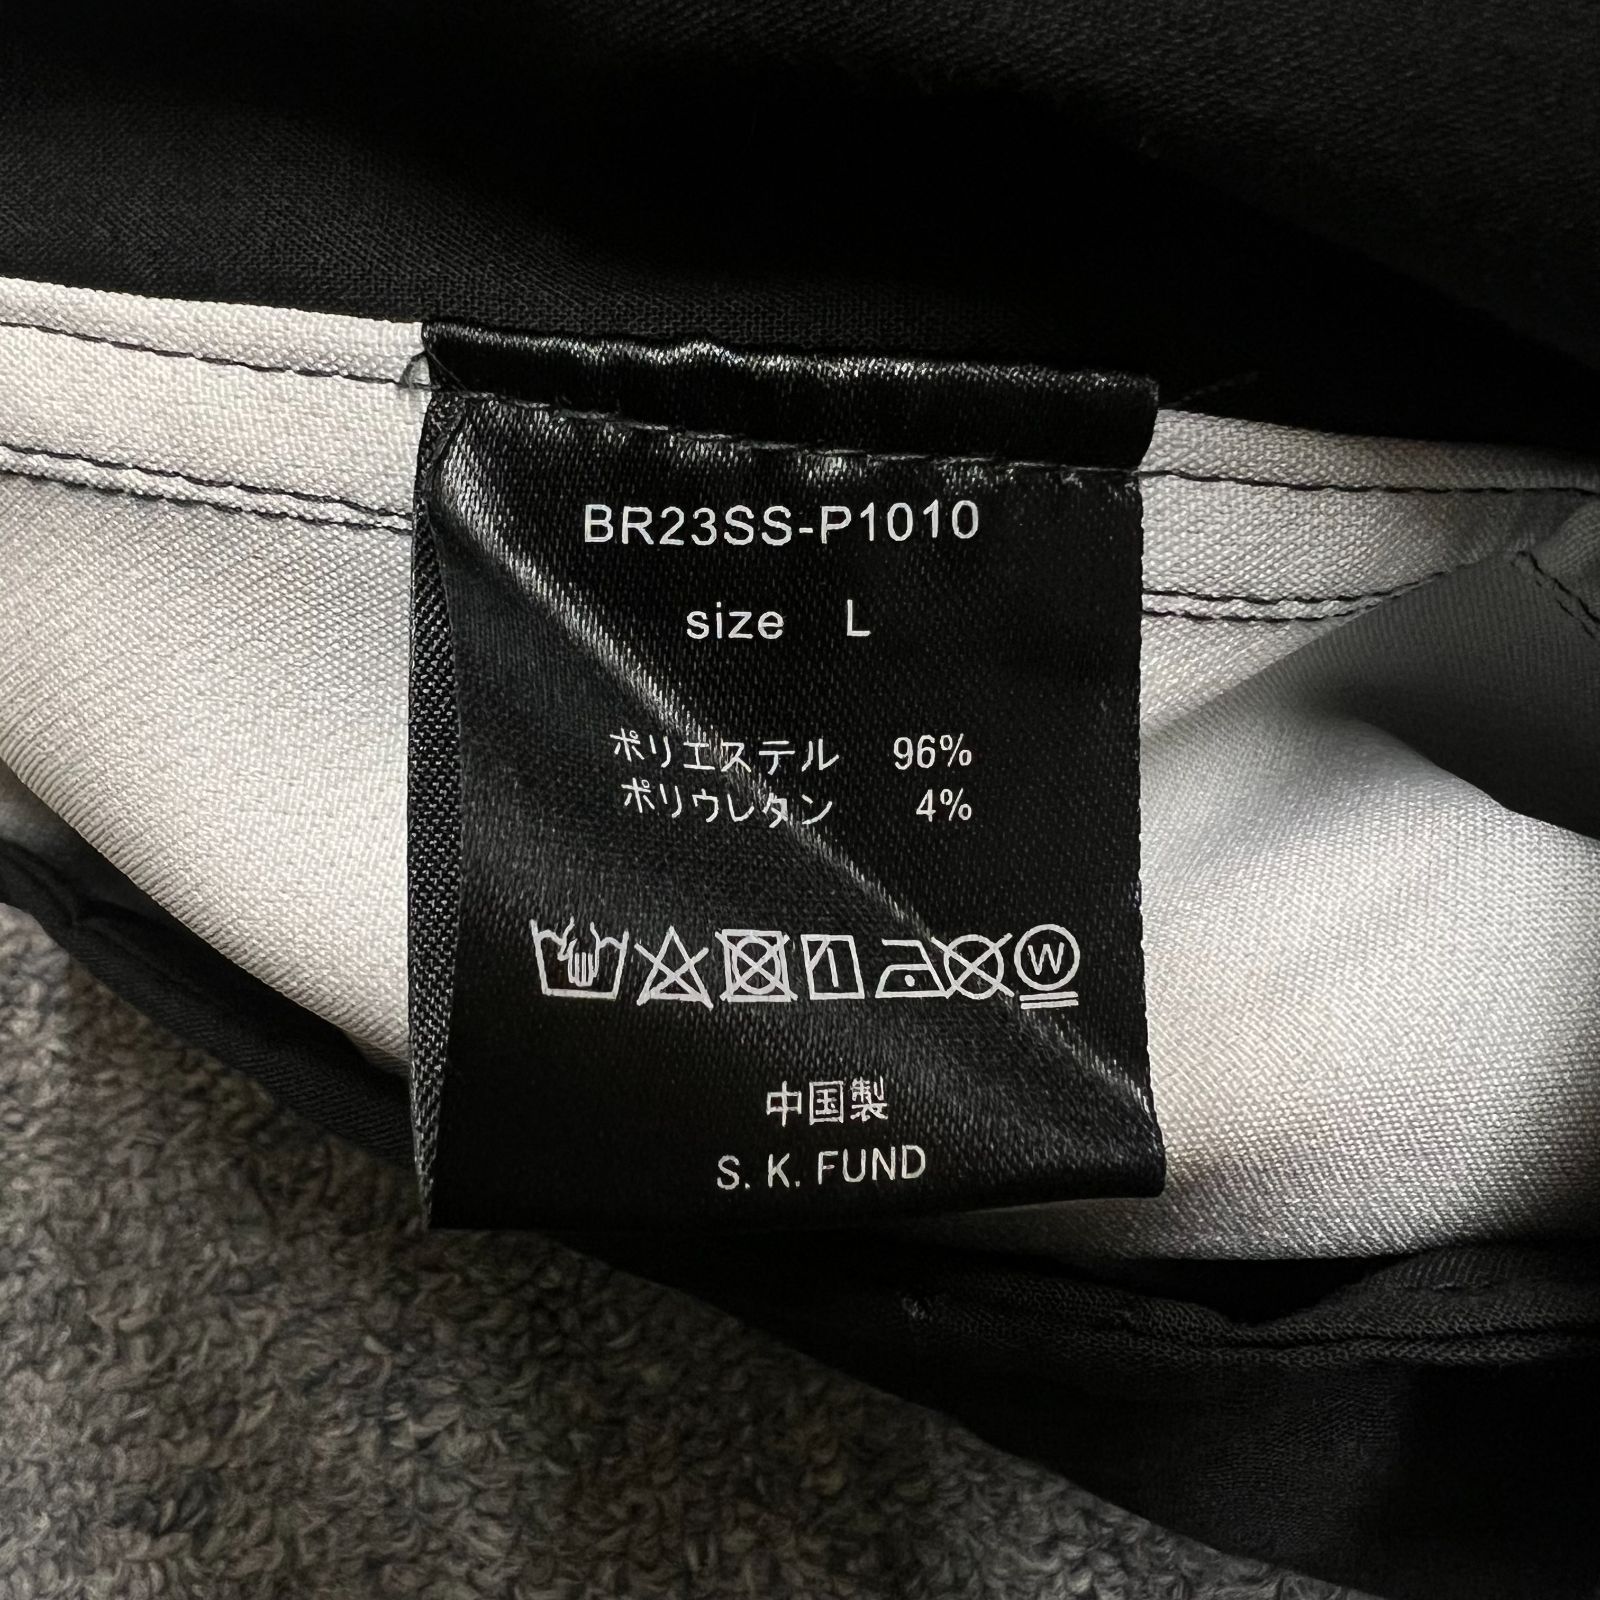 BR23SS-P1010
size L
ポリエステル 96%
ポリウレタン 4%
W
中国製
S. K. FUND